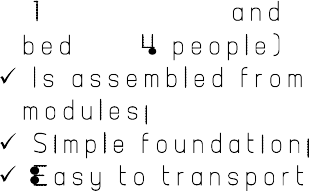 1 and
bed 4 people)
✓ Is assembled from
modules;
✓ Simple foundation;
✓ Easy to transport